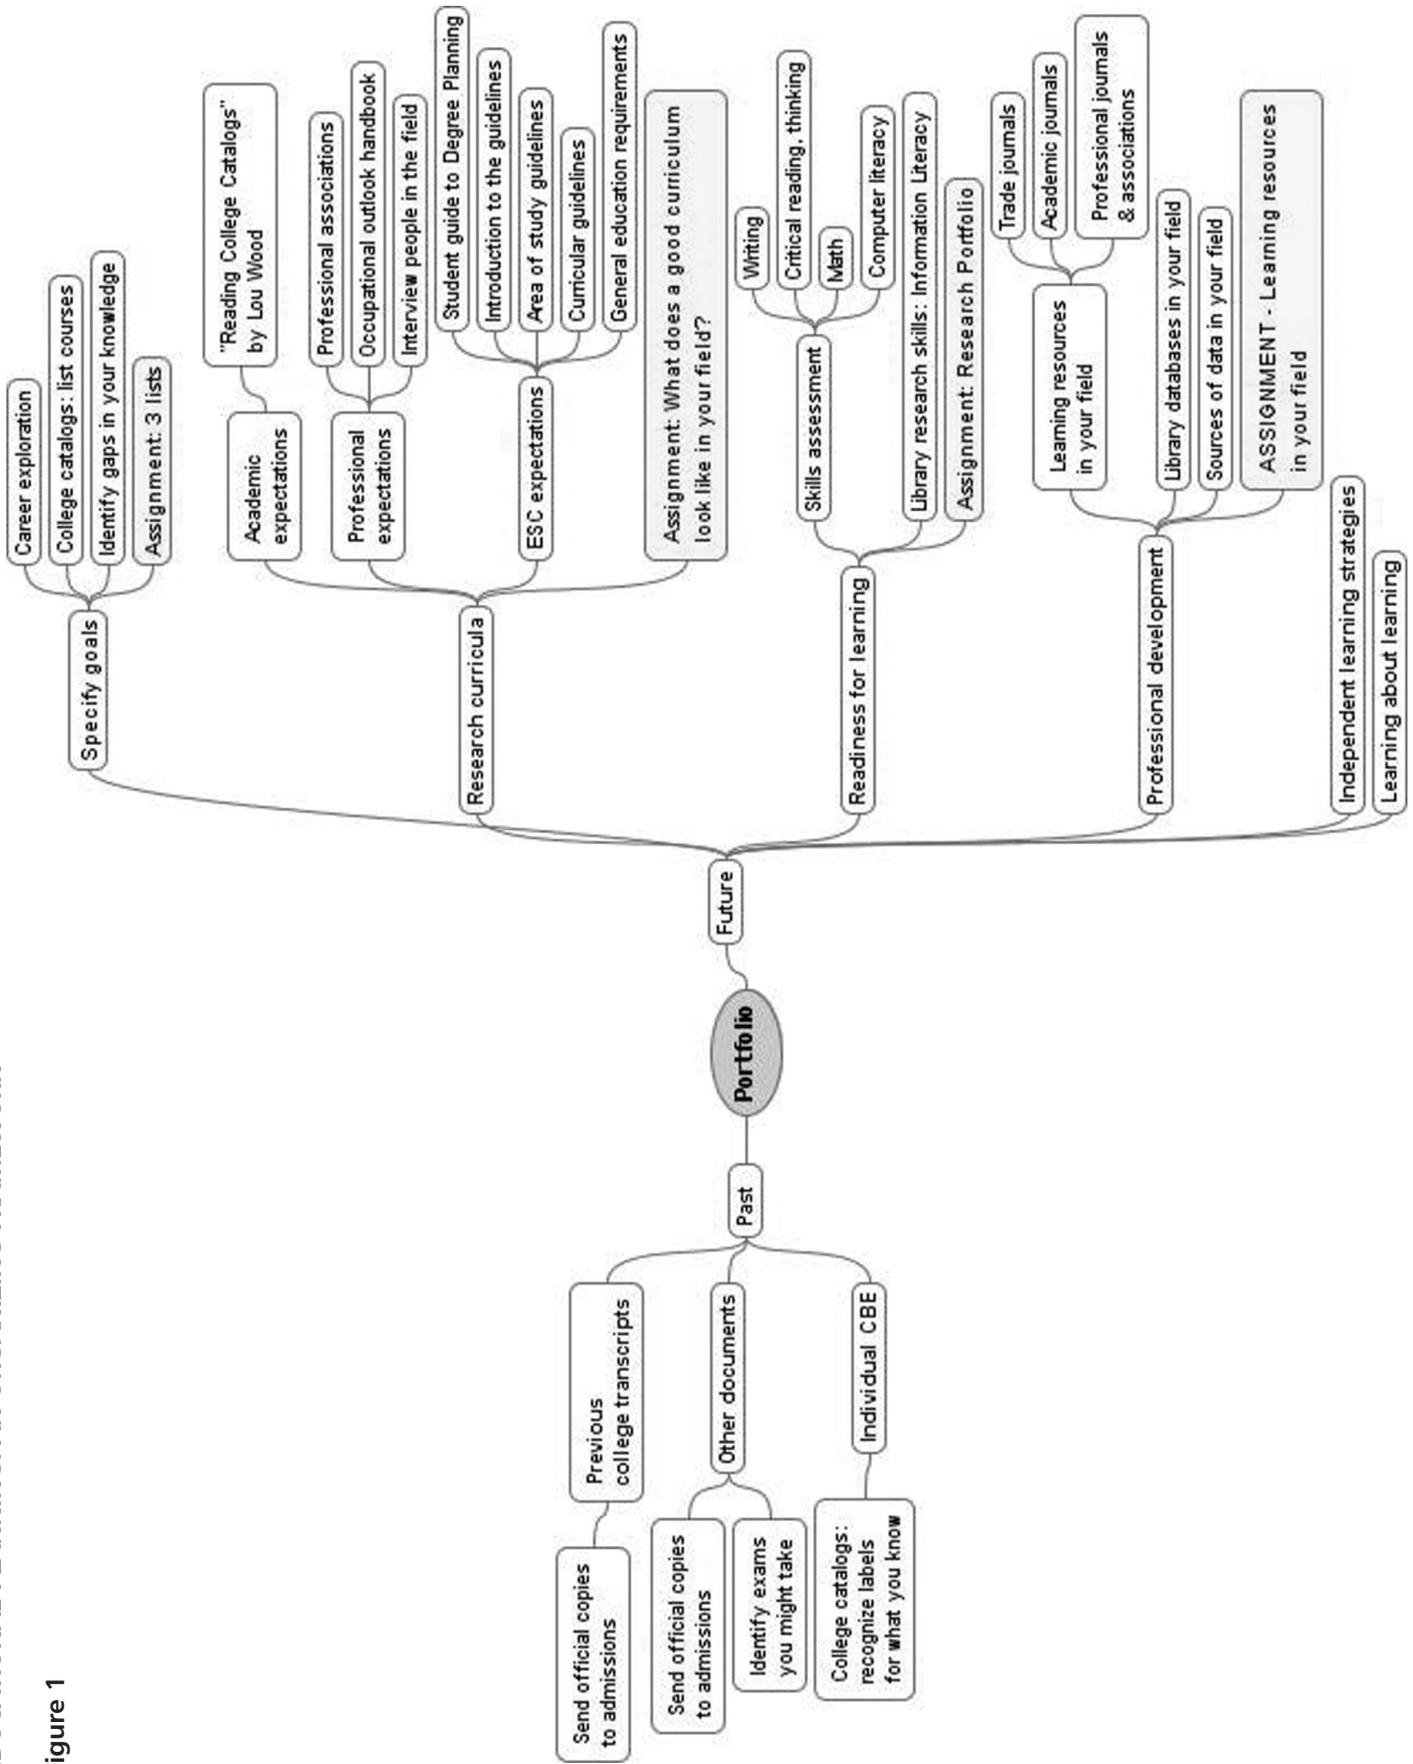 igure 1
Portfolio
Past
Previous
college transcripts
Send official copies
to admissions
Other documents
Send official copies
to admissions
Identify exams
you might take
Individual CBE
College catalogs:
recognize labels
for what you know
Future
Specify goals
Career exploration
College catalogs: list courses
Identify gaps in your knowledge
Assignment: 3 lists
Research curricula
Academic
expectations
"Reading College Catalogs"
by Lou Wood
Professional
expectations
Professional associations
Occupational outlook handbook
Interview people in the field
ESC expectations
Student guide to Degree Planning
Introduction to the guidelines
Area of study guidelines
Curricular guidelines
General education requirements
Assignment: What does a good curriculum
look like in your field?
Readiness for learning
Skills assessment
Writing
Critical reading, thinking
Math
Computer literacy
Library research skills: Information Literacy
Assignment: Research Portfolio
Professional development
Learning resources
in your field
Trade journals
Academic journals
Professional journals
& associations
Library databases in your field
Sources of data in your field
ASSIGNMENT - Learning resources
in your field
Independent learning strategies
Learning about learning